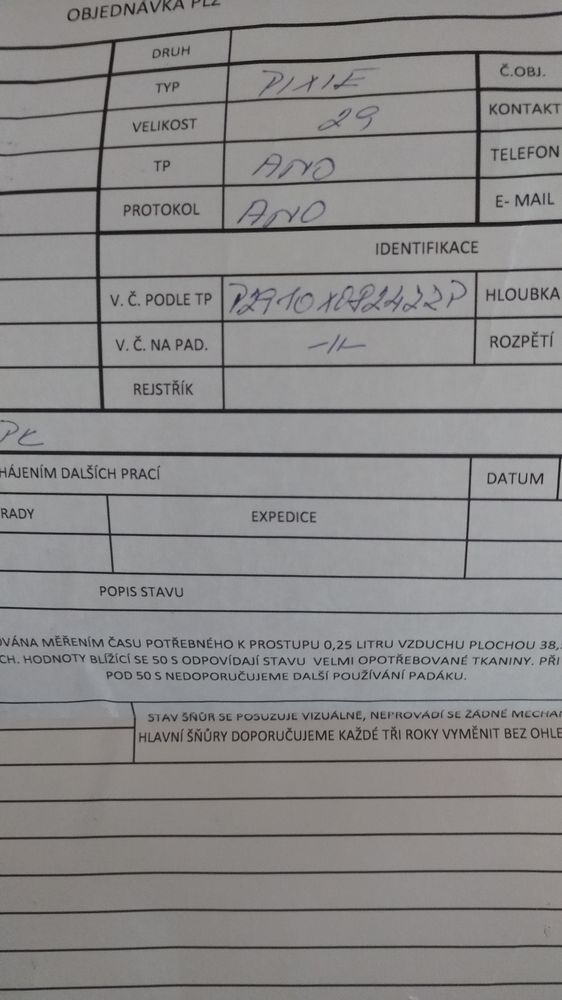 OBJEDNÁVKA PLZ
DRUH
TYP PIXIE Č.OBJ.
VELIKOST 29 KONTAKT
TP ANO TELEFON
PROTOKOL ANO E- MAIL
IDENTIFIKACE
V. Č. PODLE TP HLOUBKA
V. Č. NA PAD. -||- ROZPĚTÍ
REJSTŘÍK
HÁJENÍM DALŠÍCH PRACÍ DATUM
RADY EXPEDICE
POPIS STAVU
OVÁNA MĚŘENÍM ČASU POTŘEBNÉHO K PROSTUPU 0,25 LITRU VZDUCHU PLOCHOU 38,
CH. HODNOTY BLÍŽÍCÍ SE 50 S ODPOVÍDAJÍ STAVU VELMI OPOTŘEBOVANÉ TKANINY. PŘI
POD 50 S NEDOPORUČUJEME DALŠÍ POUŽÍVÁNÍ PADÁKU.
STAV ŠŇŮR SE POSUZUJE VIZUÁLNĚ, NEPROVÁDÍ SE ŽÁDNÉ MECHA
HLAVNÍ ŠŇŮRY DOPORUČUJEME KAŽDÉ TŘI ROKY VYMĚNIT BEZ OHLE